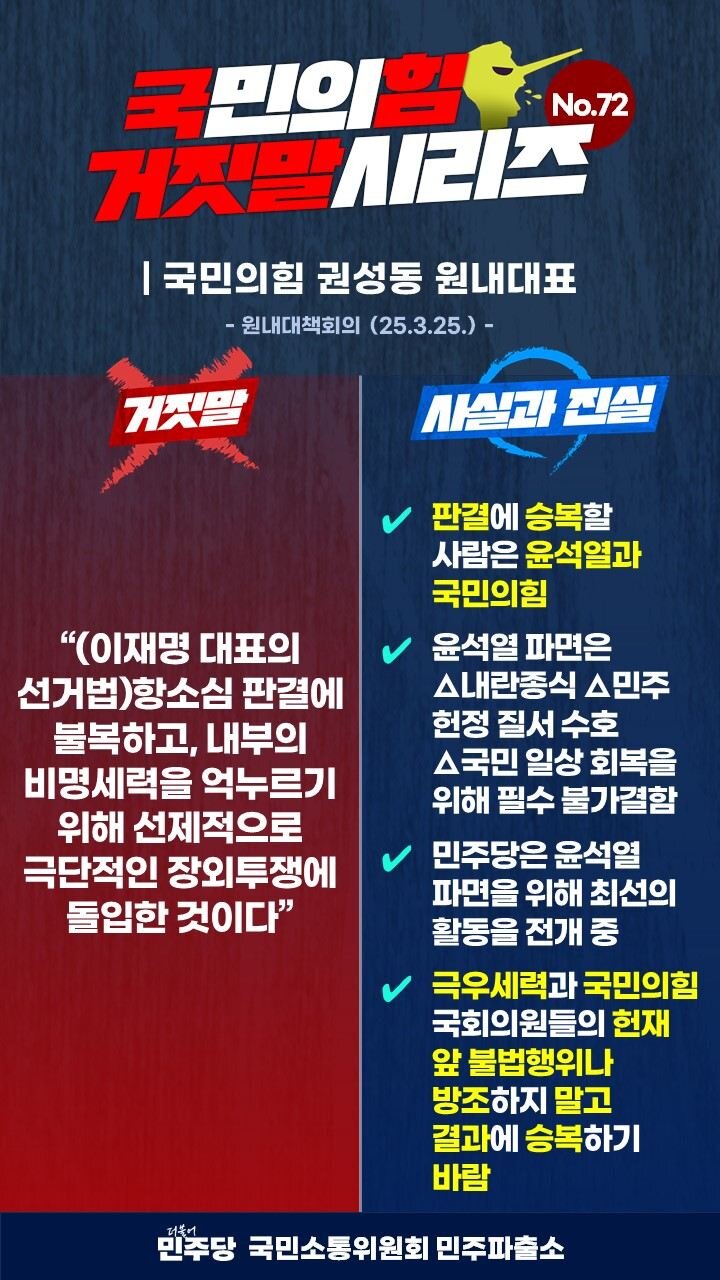 국민의힘
No.72
거짓말시리즈
| 국민의힘 권성동 원내대표
- 원내대책회의 (25.3.25.) -
거짓말
“(이재명 대표의
선거법)항소심 판결에
불복하고, 내부의
비명세력을 억누르기
위해 선제적으로
극단적인 장외투쟁에
돌입한 것이다”
사실과 진실
✔ 판결에 승복할
사람은 윤석열과
국민의힘
✔ 윤석열 파면은
△내란종식 △민주
헌정 질서 수호
△국민 일상 회복을
위해 필수 불가결함
✔ 민주당은 윤석열
파면을 위해 최선의
활동을 전개 중
✔ 극우세력과 국민의힘
국회의원들의 헌재
앞 불법행위나
방조하지 말고
결과에 승복하기
바람
더불어
민주당 국민소통위원회 민주파출소